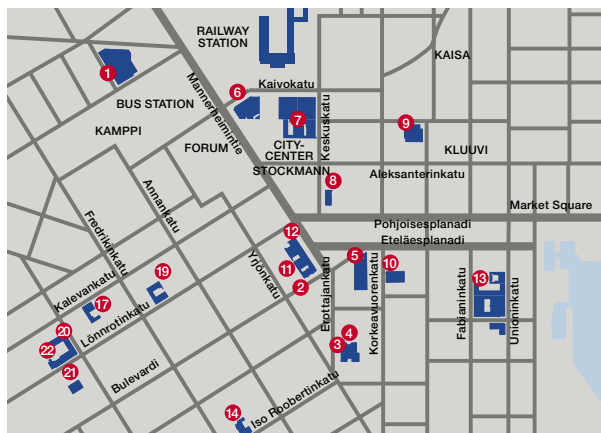 RAILWAY
STATION
KAISA
1
Kaivokatu
6
BUS STATION
Mannerheimintie
7
Keskuskatu
9
KAMPPI
FORUM
CITY-
CENTER
KLUUVI
STOCKMANN
Aleksanterinkatu
8
Annankatu
Market Square
Fredrikinkatu
Pohjoisesplanadi
12
Eteläesplanadi
Yrjönkatu
5
11
10
19
13
Kalevankatu
2
Erottajankatu
Korkeavuorenkatu
Fabianinkatu
Unioninkatu
17
20
Lönnrotinkatu
4
22
3
21
Bulevardi
Iso Roobertinkatu
14